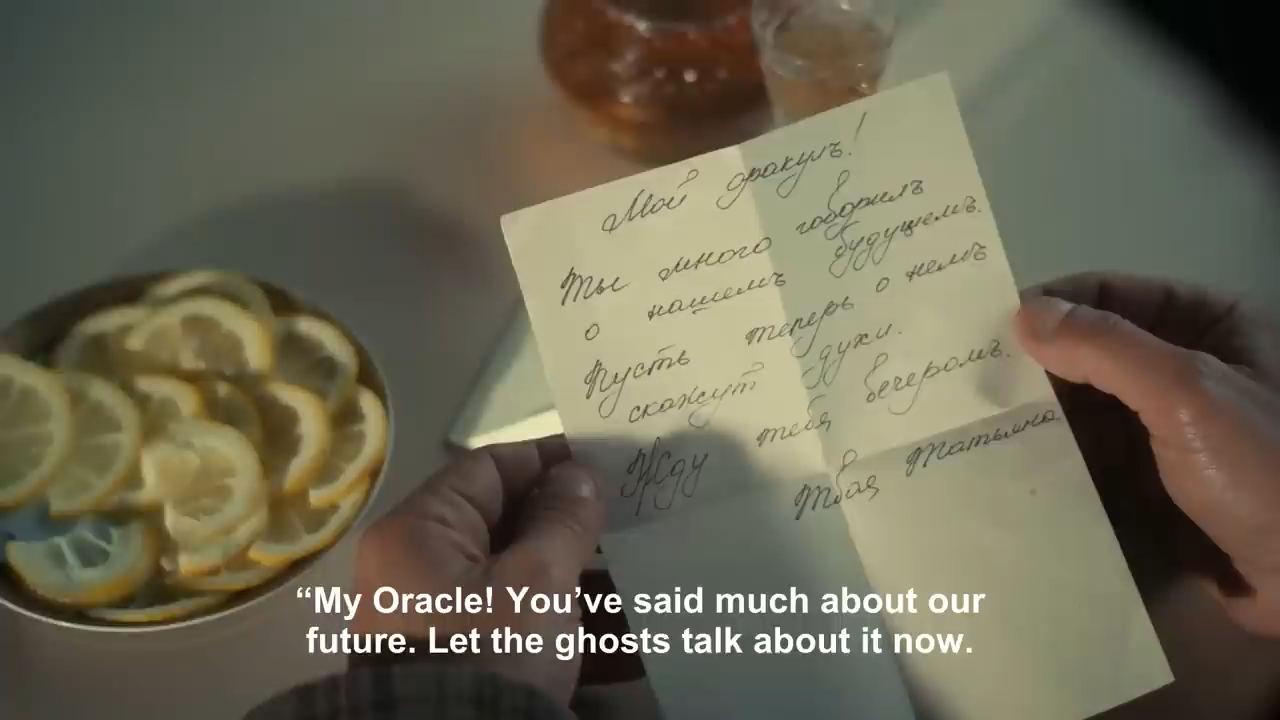 Мой оракулъ!
Ты много говорилъ
о нашемъ будущемъ.
Пусть теперь о немъ
скажут духи.
Жду тебя вечеромъ.
Твоя Татьяна.
“My Oracle! You’ve said much about our
future. Let the ghosts talk about it now.